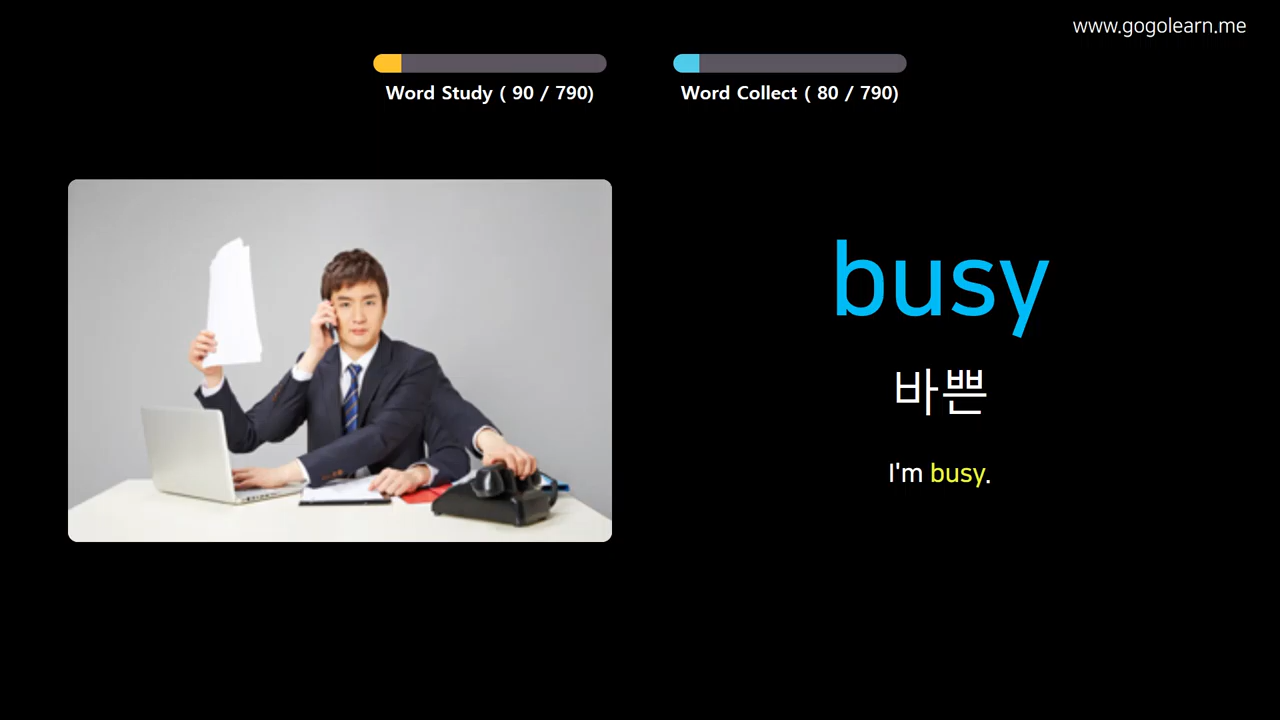 www.gogolearn.me
Word Study ( 90 / 790)
Word Collect ( 80 / 790)
busy
바쁜
I'm busy.